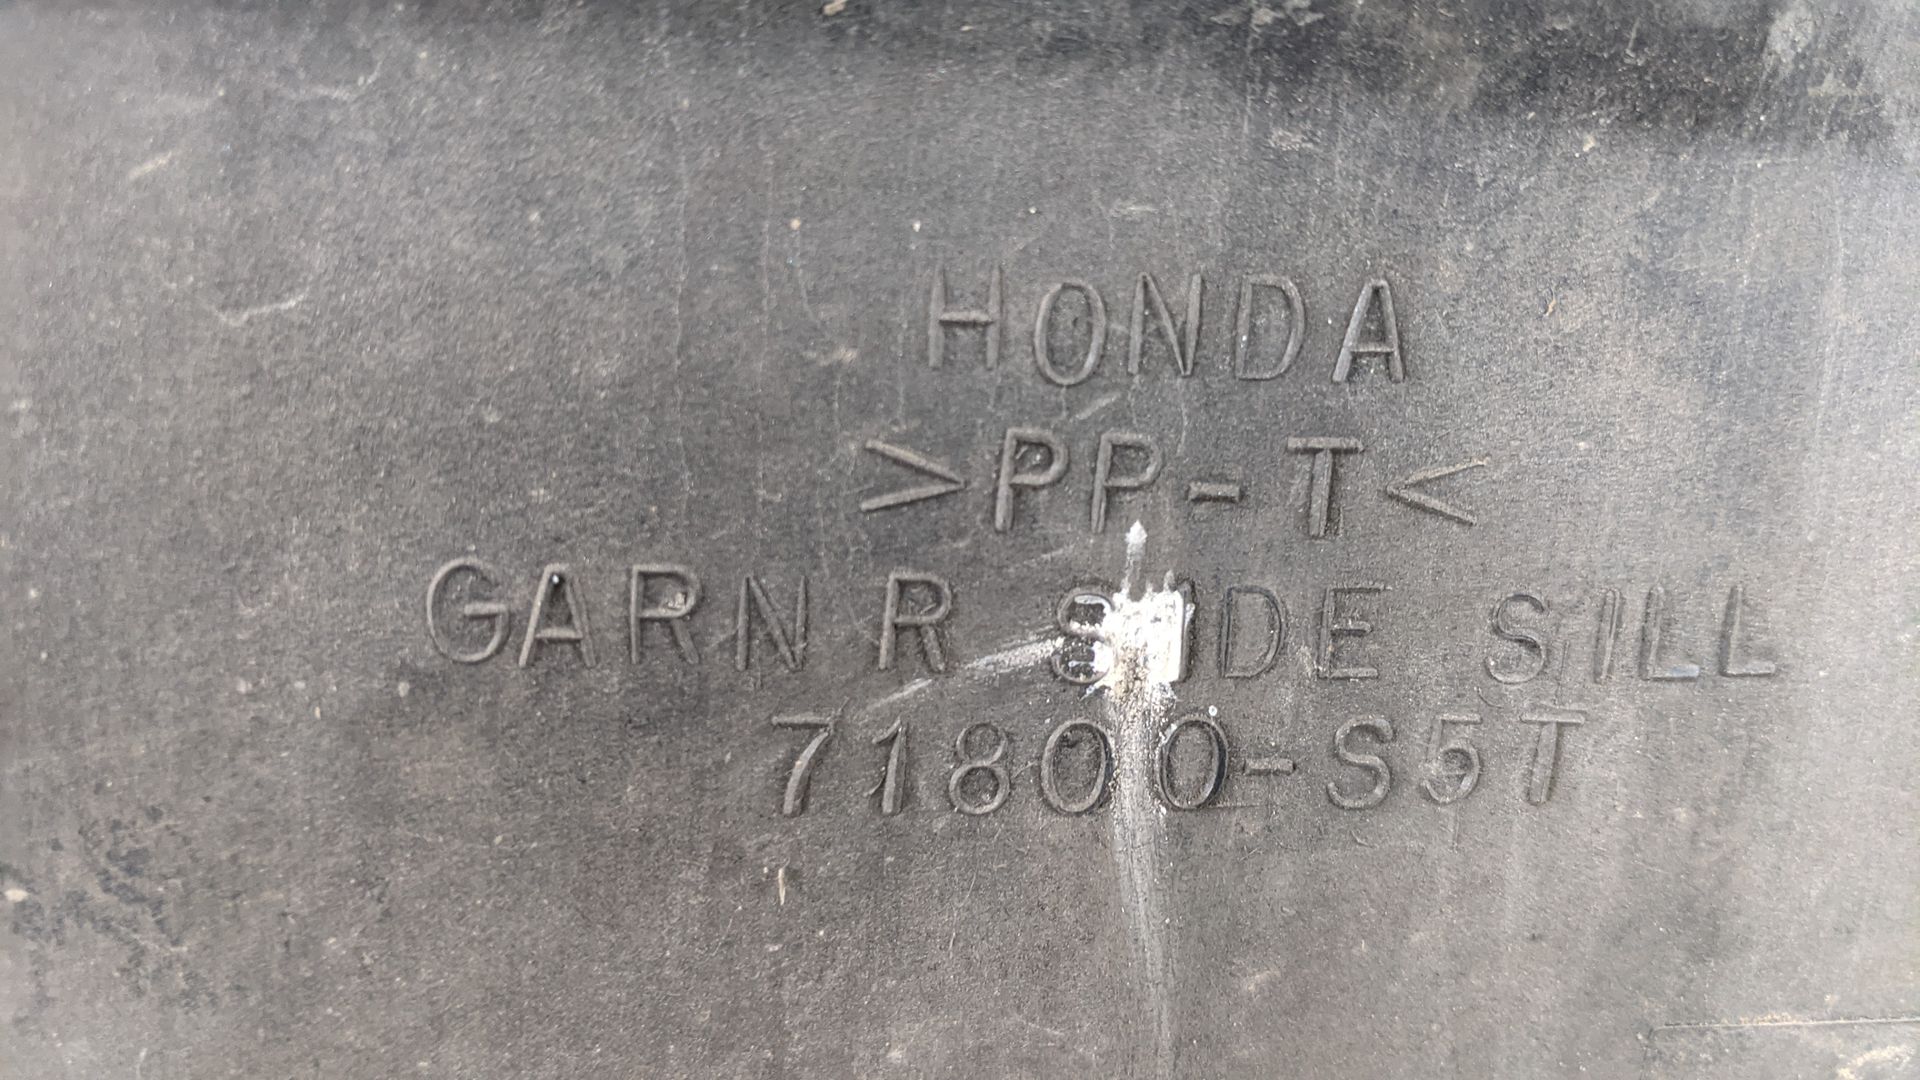 HONDA
>PP-T<
GARN R SIDE SILL
71800-S5T